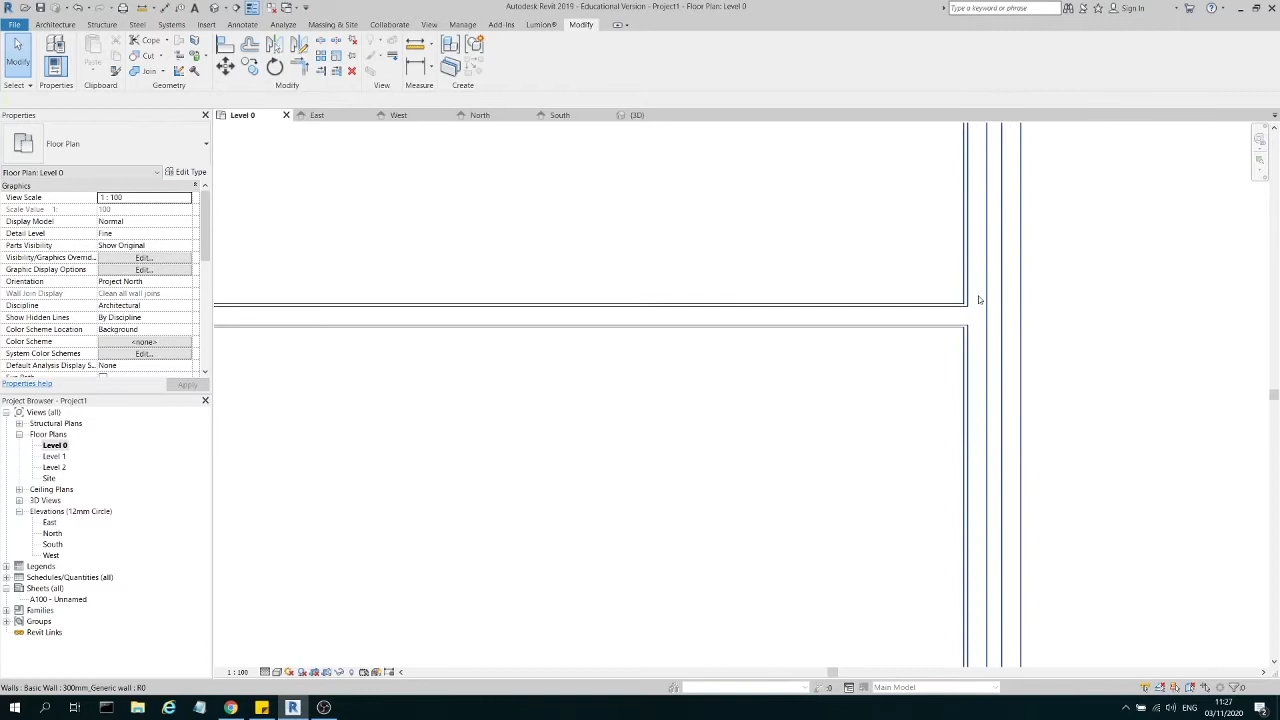 Autodesk Revit 2019 - Educational Version - Project1 - Floor Plan: Level 0
Type a keyword or phrase
Sign In
File Architecture Structure Steel Systems Insert Annotate Analyze Massing & Site Collaborate View Manage Add-Ins Lumion® Modify
Modify
Paste
Cope
Cut
Join
Select Properties Clipboard Geometry Modify View Measure Create
Properties
Level 0 East West North South (3D)
Floor Plan
Floor Plan: Level 0
Edit Type
Graphics
View Scale 1 : 100
Scale Value 1: 100
Display Model Normal
Detail Level Fine
Parts Visibility Show Original
Visibility/Graphics Overrid... Edit...
Graphic Display Options Edit...
Orientation Project North
Wall Join Display Clean all wall joins
Discipline Architectural
Show Hidden Lines By Discipline
Color Scheme Location Background
Color Scheme <none>
System Color Schemes Edit...
Default Analysis Display S... None
Properties help
Apply
Project Browser - Project1
Views (all)
Structural Plans
Floor Plans
Level 0
Level 1
Level 2
Site
Ceiling Plans
3D Views
Elevations (12mm Circle)
East
North
South
West
Legends
Schedules/Quantities (all)
Sheets (all)
A100 - Unnamed
Families
Groups
Revit Links
1 : 100
Walls : Basic Wall : 300mm_Generic wall : R0
:0
Main Model
:0
ENG
11:27
03/11/2020
2